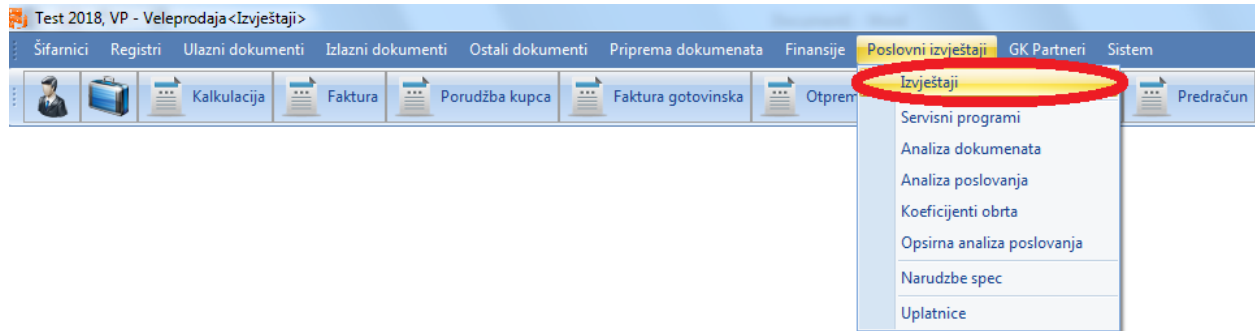 Test 2018, VP - Veleprodaja<Izvještaji>
Šifarnici Registri Ulazni dokumenti Izlazni dokumenti Ostali dokumenti Priprema dokumenata Finansije Poslovni izvještaji GK Partneri Sistem
Kalkulacija Faktura Porudžba kupca Faktura gotovinska Otprem Predračun
Izvještaji
Servisni programi
Analiza dokumenata
Analiza poslovanja
Koeficijenti obrta
Opsirna analiza poslovanja
Narudzbe spec
Uplatnice